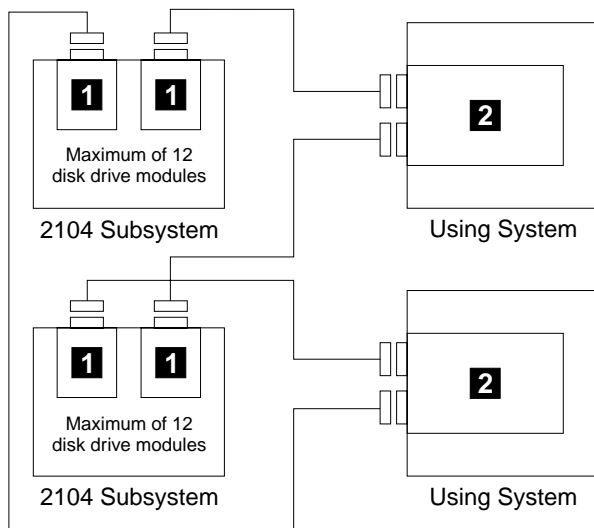 1 1 2
Maximum of 12
disk drive modules
2104 Subsystem Using System
1 1 2
Maximum of 12
disk drive modules
2104 Subsystem Using System